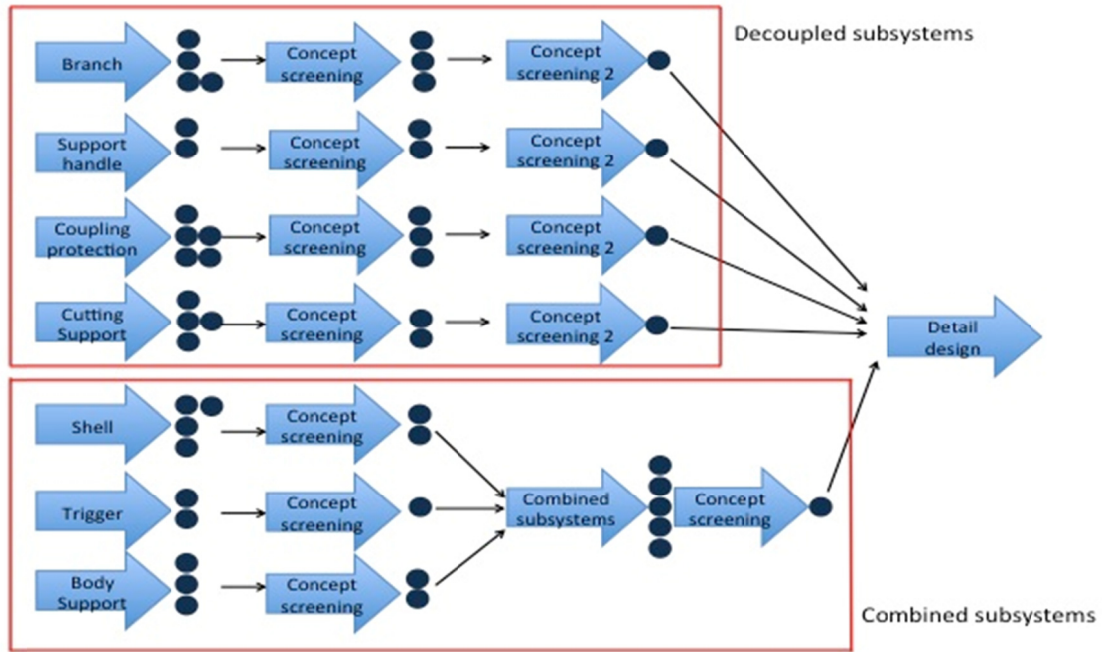 Decoupled subsystems
Branch
Concept
screening
Concept
screening 2
Support
handle
Concept
screening
Concept
screening 2
Coupling
protection
Concept
screening
Concept
screening 2
Cutting
Support
Concept
screening
Concept
screening 2
Detail
design
Shell
Concept
screening
Trigger
Concept
screening
Combined
subsystems
Concept
screening
Body
Support
Concept
screening
Combined subsystems